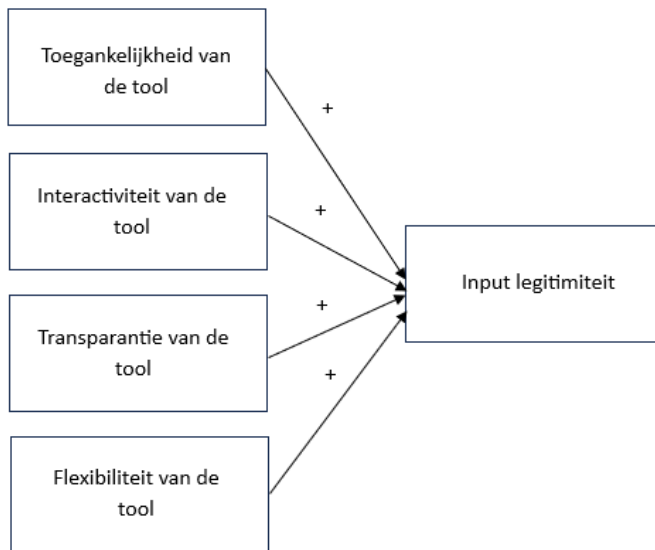 Toegankelijkheid van
de tool
+
Interactiviteit van de
tool
+
Input legitimiteit
Transparantie van de
tool
+
+
Flexibiliteit van de
tool